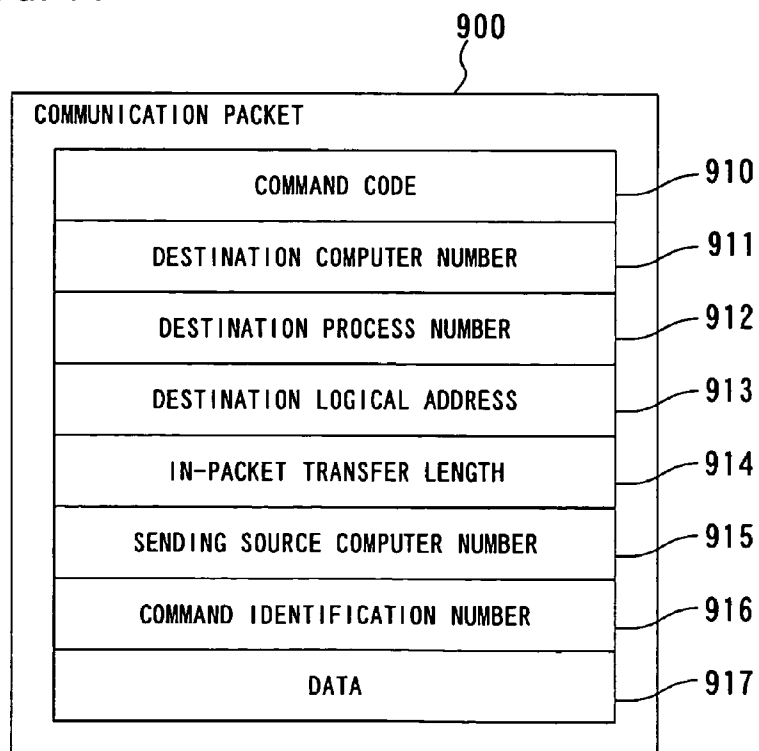 900
COMMUNICATION PACKET
COMMAND CODE 910
DESTINATION COMPUTER NUMBER 911
DESTINATION PROCESS NUMBER 912
DESTINATION LOGICAL ADDRESS 913
IN-PACKET TRANSFER LENGTH 914
SENDING SOURCE COMPUTER NUMBER 915
COMMAND IDENTIFICATION NUMBER 916
DATA 917